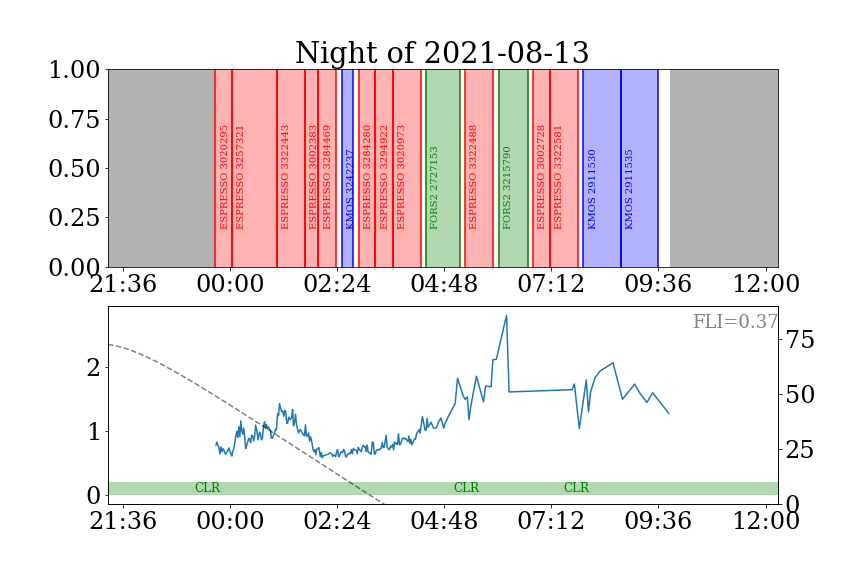 Night of 2021-08-13
1.00
0.75
0.50
0.25
0.00
ESPRESSO 3020295
ESPRESSO 3257321
ESPRESSO 3322443
ESPRESSO 3002383
ESPRESSO 3284469
KMOS 3242237
ESPRESSO 3284280
ESPRESSO 3294922
ESPRESSO 3020973
FORS2 2727153
ESPRESSO 3322488
FORS2 3215790
ESPRESSO 3002728
ESPRESSO 3322581
KMOS 2911530
KMOS 2911535
21:36 00:00 02:24 04:48 07:12 09:36 12:00
FLI=0.37
2
1
0
75
50
25
0
CLR CLR CLR
21:36 00:00 02:24 04:48 07:12 09:36 12:00